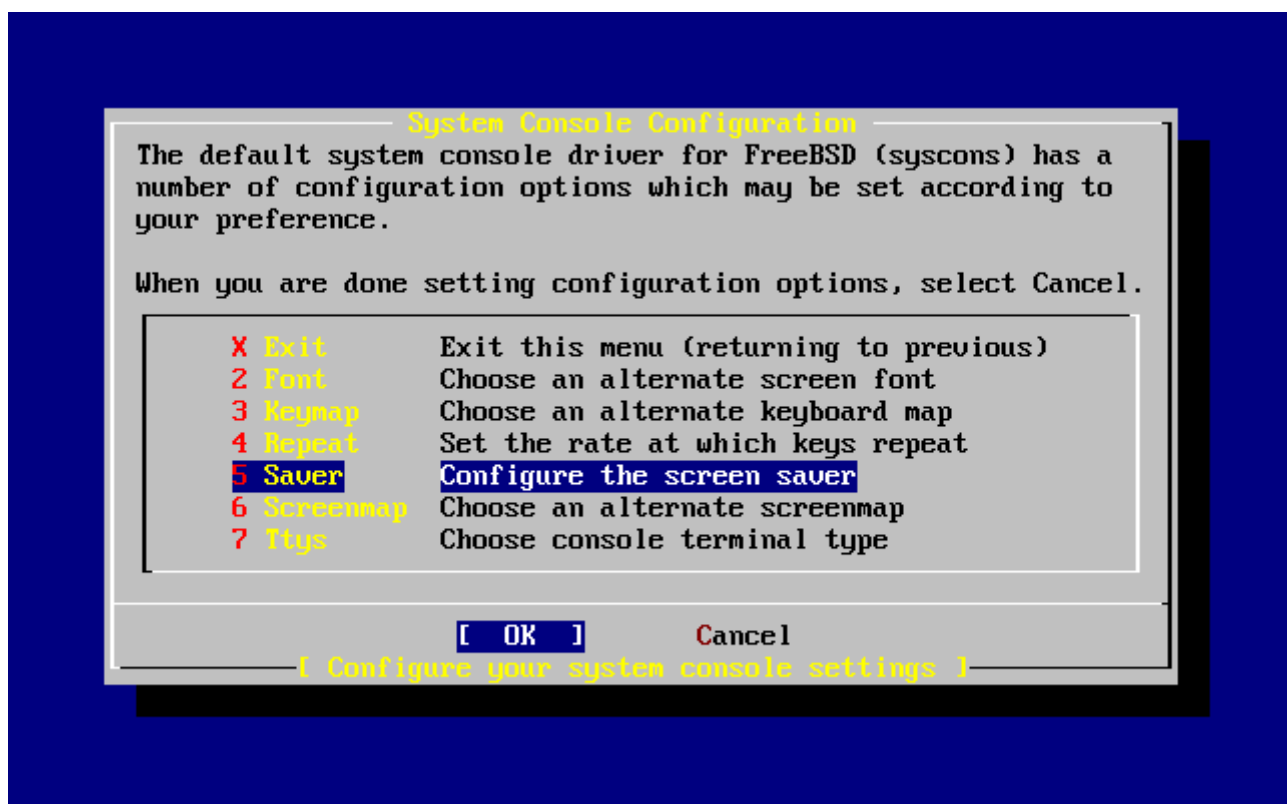 System Console Configuration
The default system console driver for FreeBSD (syscons) has a
number of configuration options which may be set according to
your preference.
When you are done setting configuration options, select Cancel.
X Exit Exit this menu (returning to previous)
2 Font Choose an alternate screen font
3 Keymap Choose an alternate keyboard map
4 Repeat Set the rate at which keys repeat
5 Saver Configure the screen saver
6 Screenmap Choose an alternate screenmap
7 Ttys Choose console terminal type
[ OK ] Cancel
[ Configure your system console settings ]